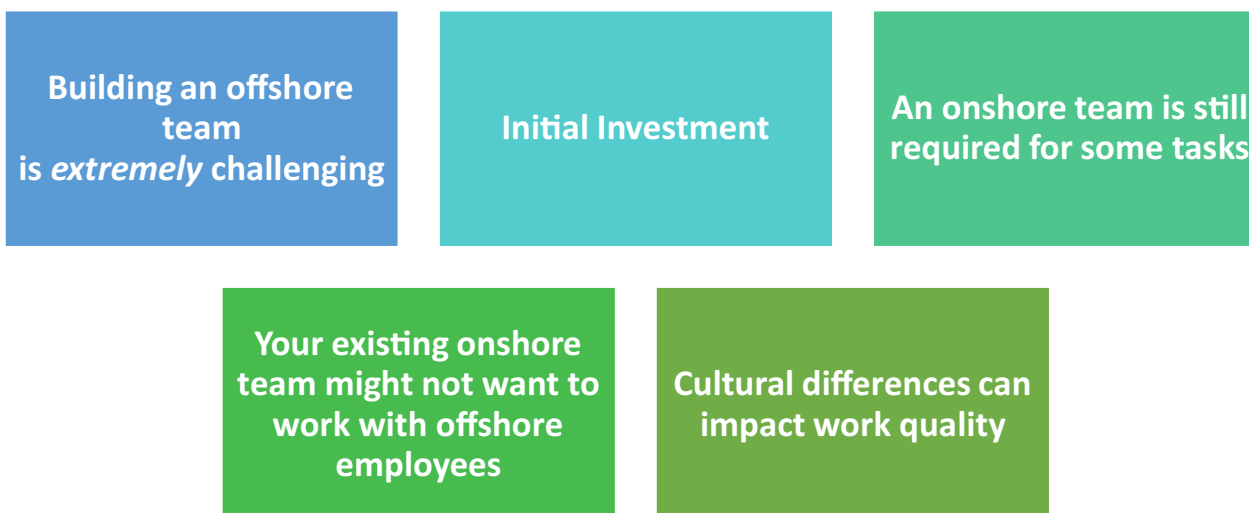 Building an offshore
team
is extremely challenging
Initial Investment
An onshore team is still
required for some tasks
Your existing onshore
team might not want to
work with offshore
employees
Cultural differences can
impact work quality